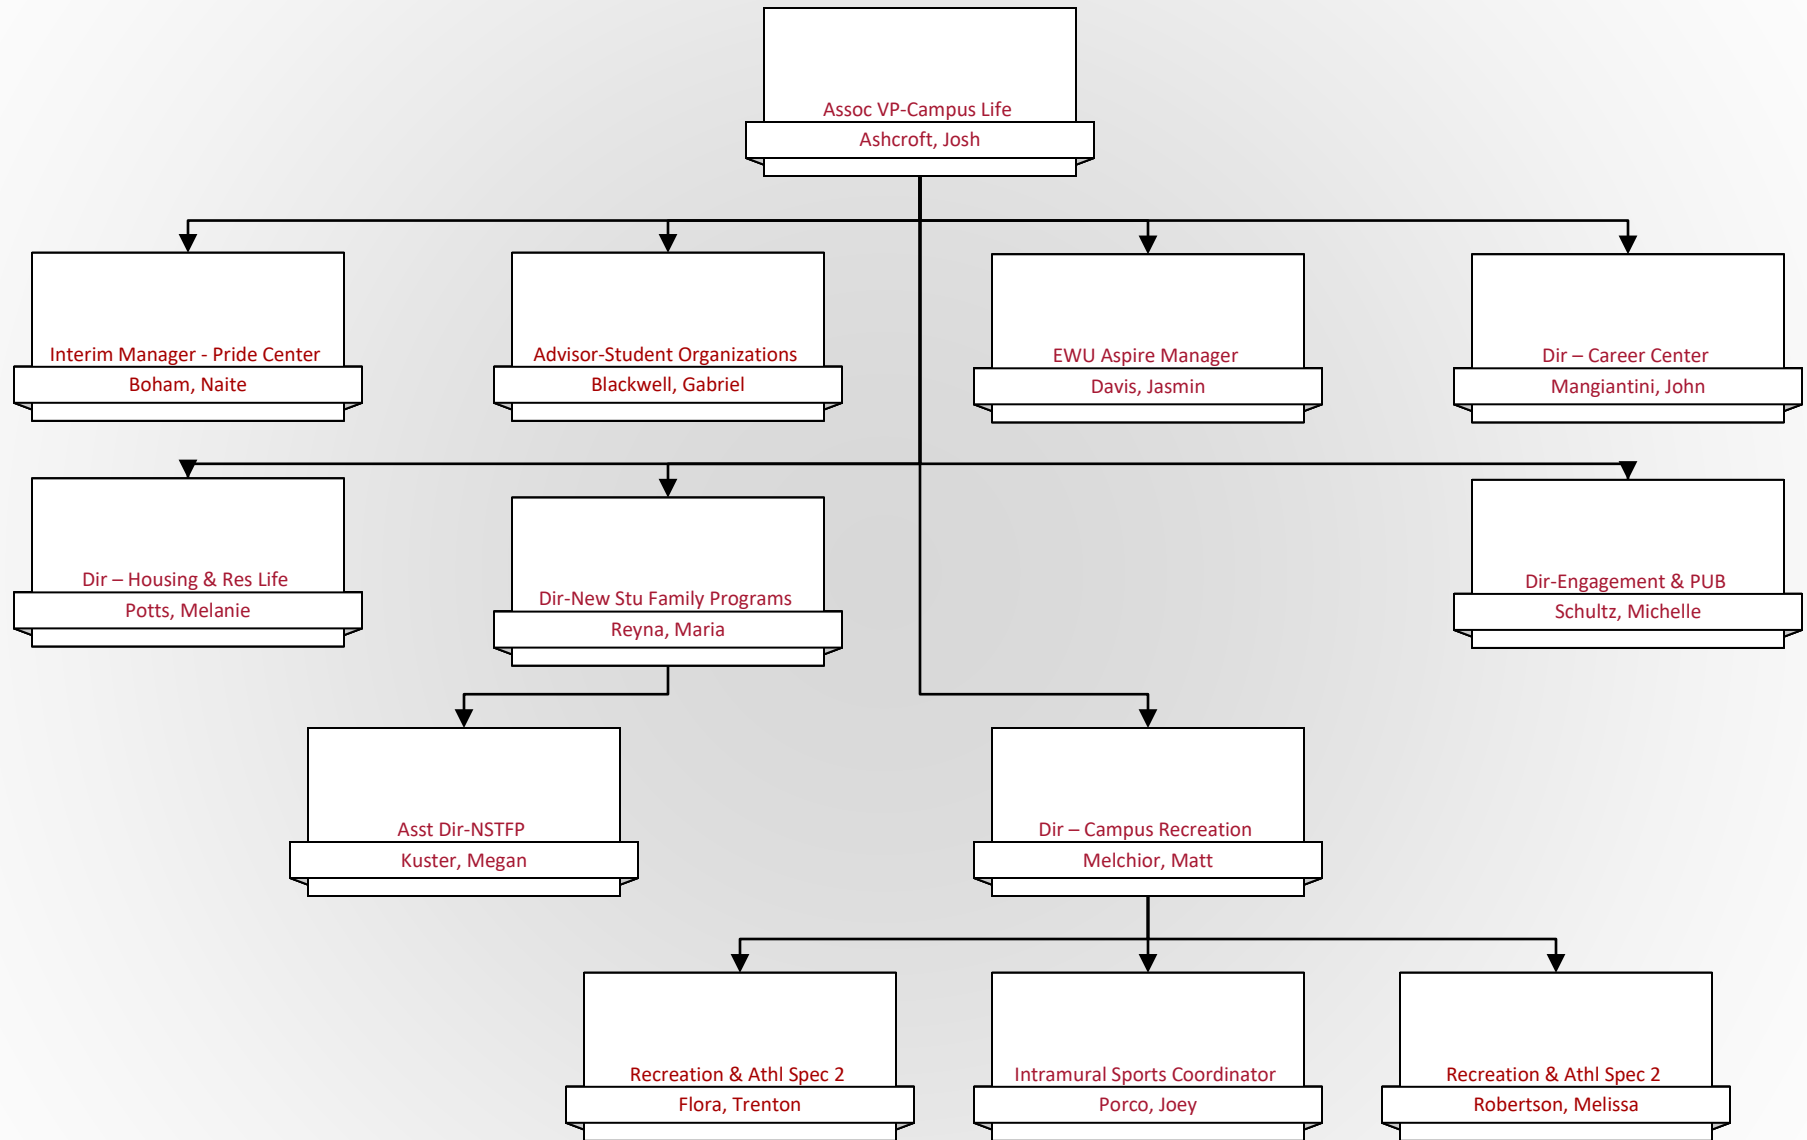 Assoc VP-Campus Life
Ashcroft, Josh
Interim Manager - Pride Center
Boham, Naite
Advisor-Student Organizations
Blackwell, Gabriel
EWU Aspire Manager
Davis, Jasmin
Dir – Career Center
Mangiantini, John
Dir – Housing & Res Life
Potts, Melanie
Dir-New Stu Family Programs
Reyna, Maria
Dir-Engagement & PUB
Schultz, Michelle
Asst Dir-NSTFP
Kuster, Megan
Dir – Campus Recreation
Melchior, Matt
Recreation & Athl Spec 2
Flora, Trenton
Intramural Sports Coordinator
Porco, Joey
Recreation & Athl Spec 2
Robertson, Melissa